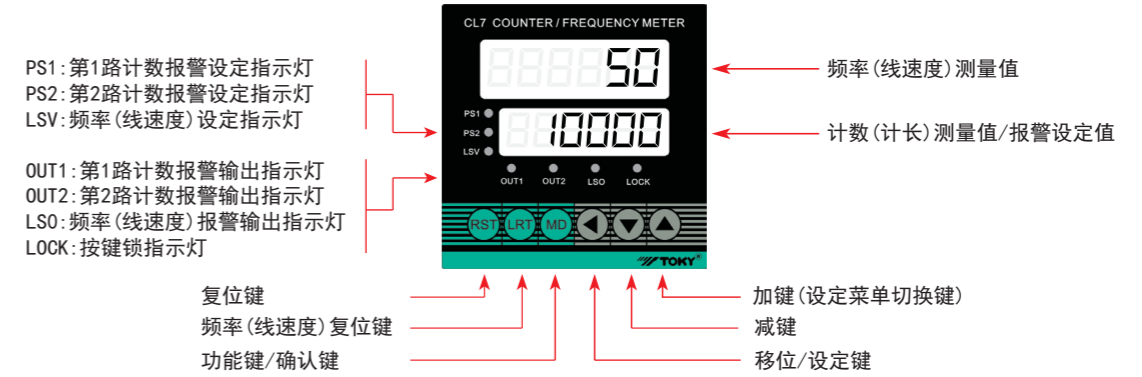 CL7 COUNTER/FREQUENCY METER
50
频率(线速度)测量值
PS1:第1路计数报警设定指示灯
PS2:第2路计数报警设定指示灯
LSV:频率(线速度)设定指示灯
PS1
PS2
LSV
10000
计数(计长)测量值/报警设定值
OUT1:第1路计数报警输出指示灯
OUT2:第2路计数报警输出指示灯
LSO:频率(线速度)报警输出指示灯
LOCK:按键锁指示灯
OUT1 OUT2 LSO LOCK
RST LRT MD
TOKY®
复位键
频率(线速度)复位键
功能键/确认键
加键(设定菜单切换键)
减键
移位/设定键